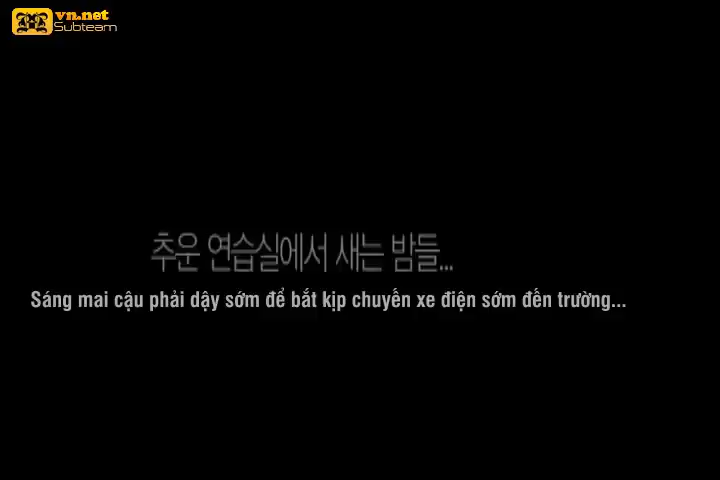 vn.net
Subteam
추운 연습실에서 새는 밤들...
Sáng mai cậu phải dậy sớm để bắt kịp chuyến xe điện sớm đến trường...